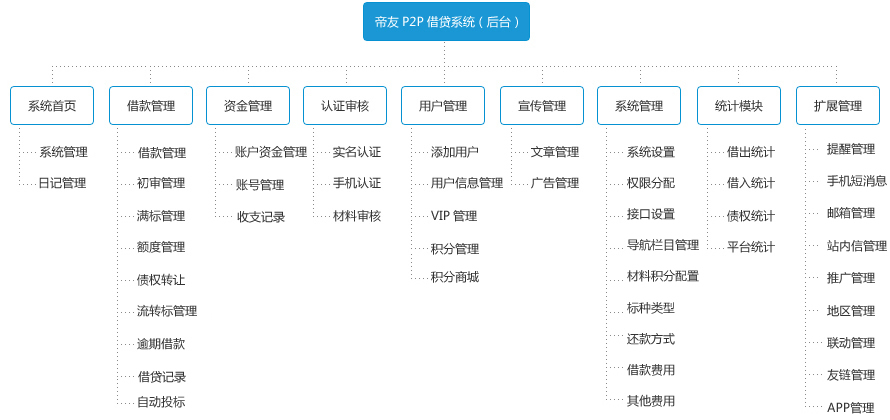 帝友 P2P 借贷系统（后台）
系统首页
系统管理
日记管理
借款管理
借款管理
初审管理
满标管理
额度管理
债权转让
流转标管理
逾期借款
借贷记录
自动投标
资金管理
账户资金管理
账号管理
收支记录
认证审核
实名认证
手机认证
材料审核
用户管理
添加用户
用户信息管理
VIP 管理
积分管理
积分商城
宣传管理
文章管理
广告管理
系统管理
系统设置
权限分配
接口设置
导航栏目管理
材料积分配置
标种类型
还款方式
借款费用
其他费用
统计模块
借出统计
借入统计
债权统计
平台统计
扩展管理
提醒管理
手机短消息
邮箱管理
站内信管理
推广管理
地区管理
联动管理
友链管理
APP管理